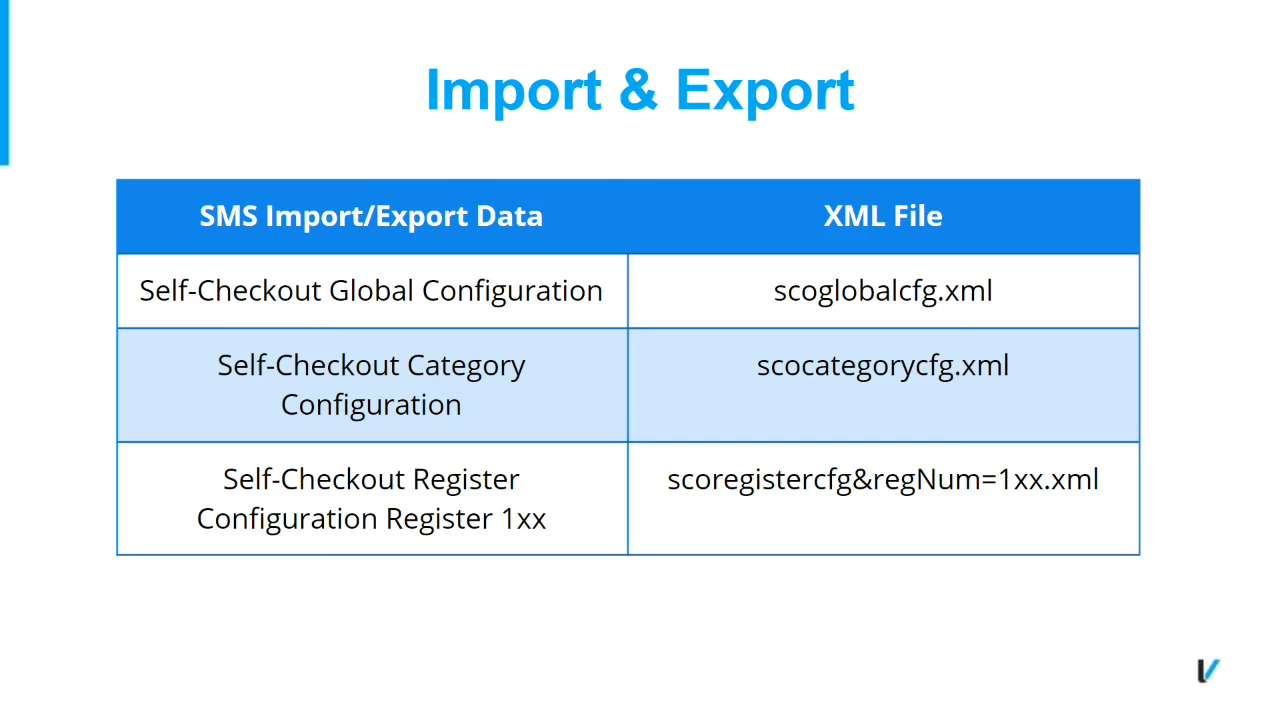 Import & Export
SMS Import/Export Data
XML File
Self-Checkout Global Configuration
scoglobalcfg.xml
Self-Checkout Category
Configuration
scocategorycfg.xml
Self-Checkout Register
Configuration Register 1xx
scoregistercfg&regNum=1xx.xml